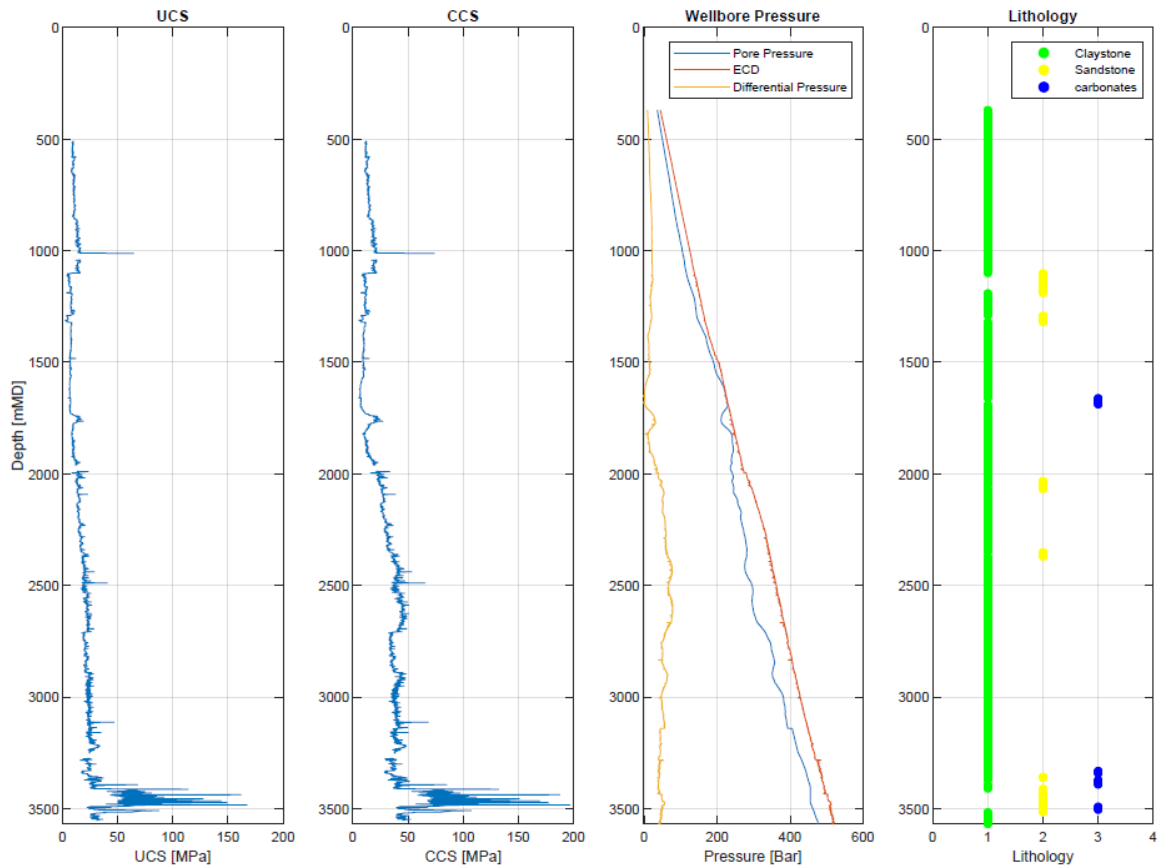 UCS
0
500
1000
1500
2000
2500
3000
3500
0 50 100 150 200
UCS [MPa]
Depth [mMD]
CCS
0
500
1000
1500
2000
2500
3000
3500
0 50 100 150 200
CCS [MPa]
Wellbore Pressure
Pore Pressure
ECD
Differential Pressure
0
500
1000
1500
2000
2500
3000
3500
0 200 400 600
Pressure [Bar]
Lithology
Claystone
Sandstone
carbonates
0
500
1000
1500
2000
2500
3000
3500
0 1 2 3 4
Lithology